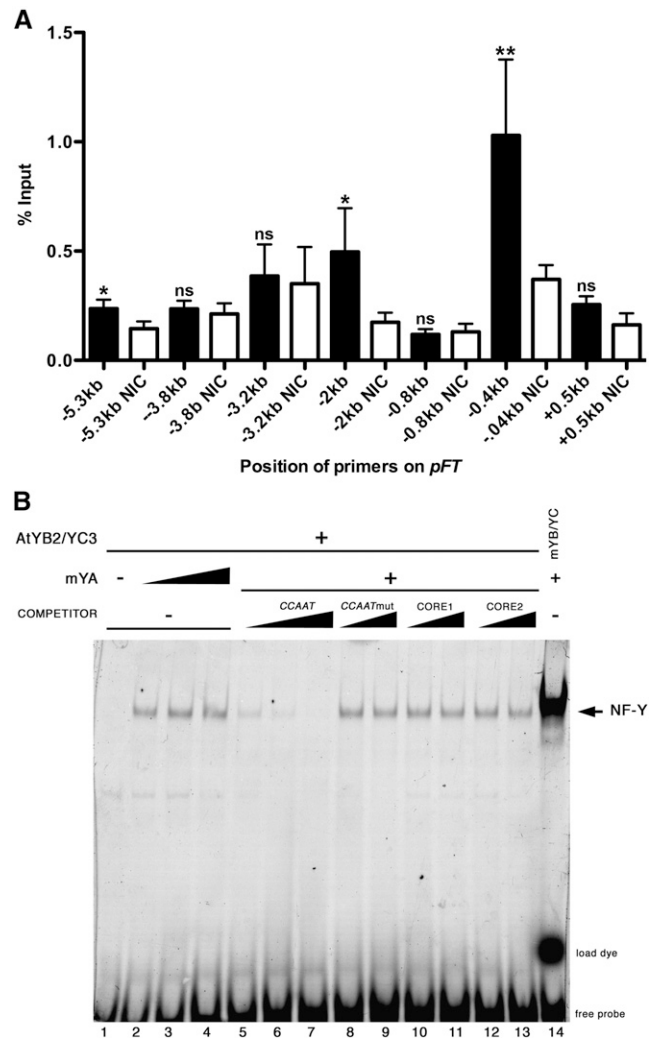 A
1.5
1.0
0.5
0.0
% Input
*
ns
ns
*
ns
**
ns
-5.3kb
-5.3kb NIC
--3.8kb
-3.8b NIC
-3.2kb
-3.2kb NIC
-2kb
-2kb NIC
-0.8kb
-0.8kb NIC
-0.4kb
-.04kb NIC
+0.5kb
+0.5kb NIC
Position of primers on pFT
B
AtYB2/YC3 + mYB/YC
mYA - + +
COMPETITOR - CCAAT CCAATmut CORE1 CORE2 -
NF-Y
load dye
free probe
1 2 3 4 5 6 7 8 9 10 11 12 13 14